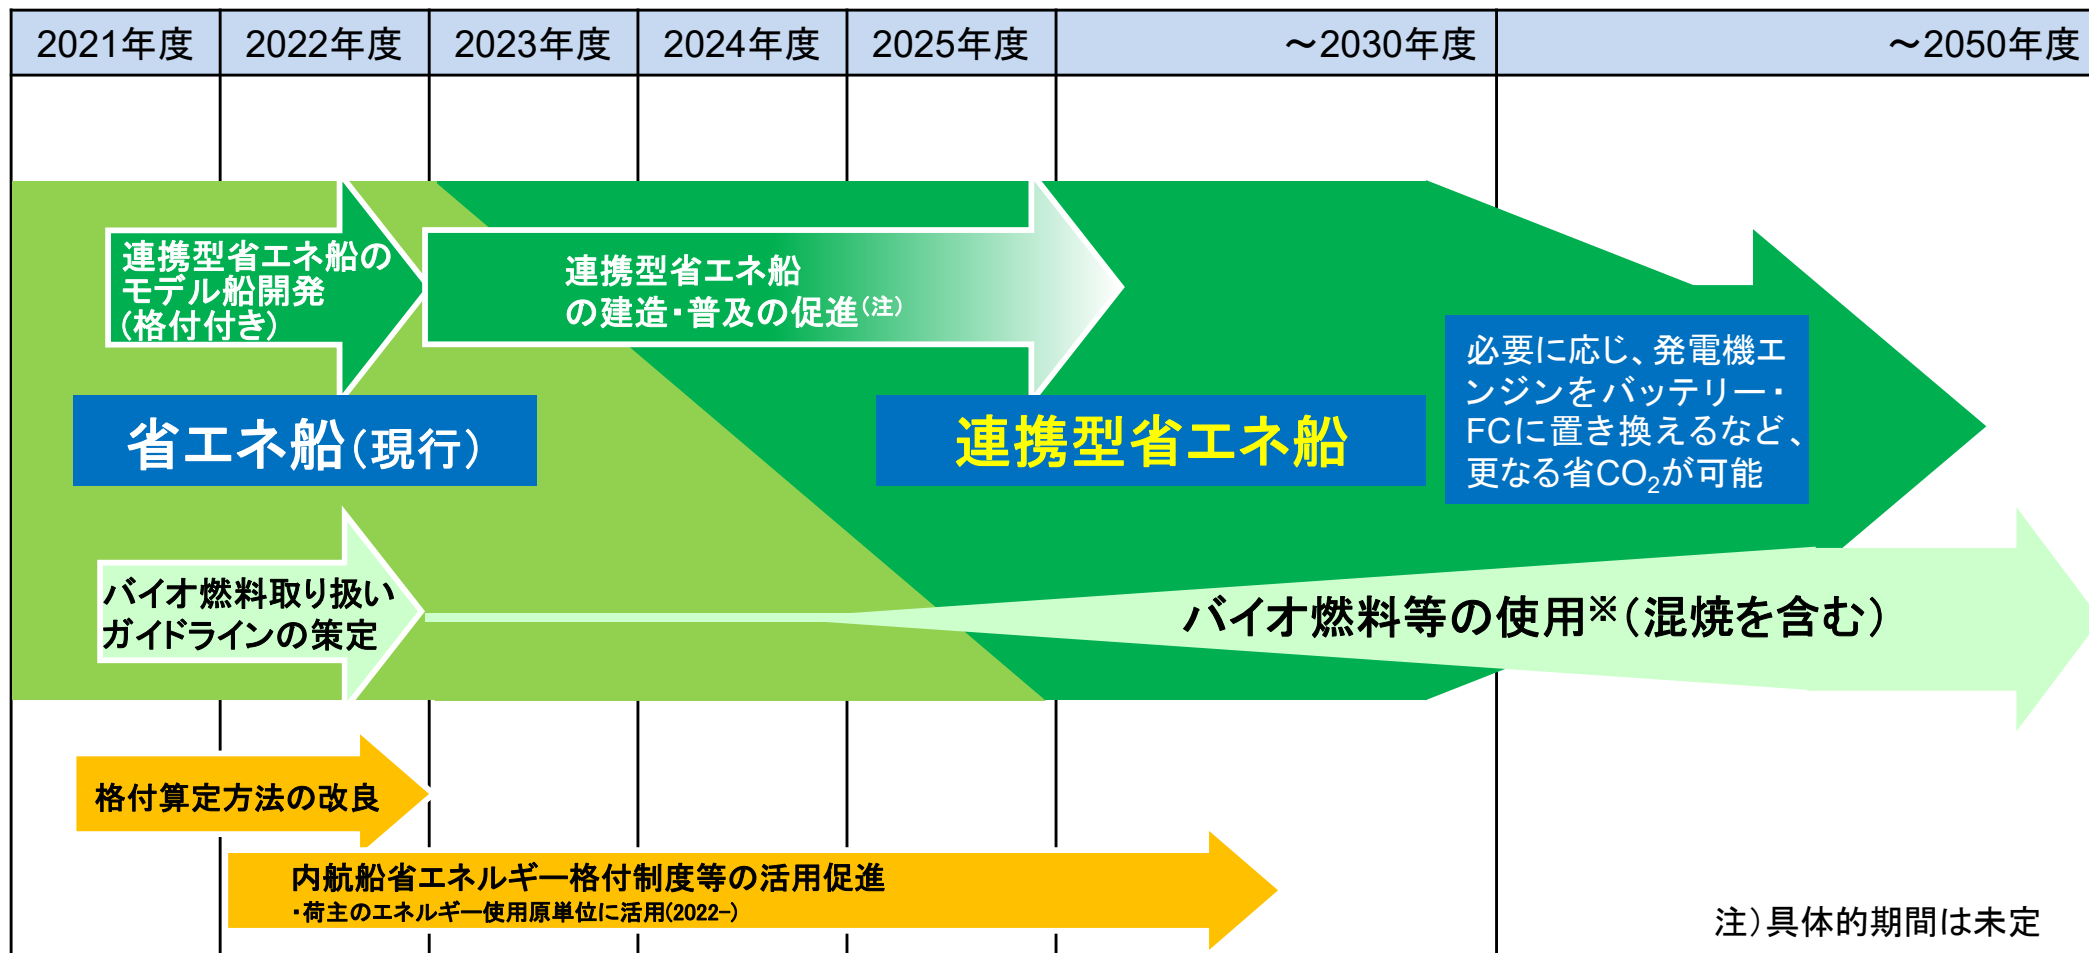 2021年度
2022年度
2023年度
2024年度
2025年度
～2030年度
～2050年度
連携型省エネ船の
モデル船開発
(格付付き)
連携型省エネ船
の建造・普及の促進(注)
省エネ船(現行)
連携型省エネ船
必要に応じ、発電機エ
ンジンをバッテリー・
FCに置き換えるなど、
更なる省CO₂が可能
バイオ燃料取り扱い
ガイドラインの策定
バイオ燃料等の使用※(混焼を含む)
格付算定方法の改良
内航船省エネルギー格付制度等の活用促進
・荷主のエネルギー使用原単位に活用(2022-)
注)具体的期間は未定